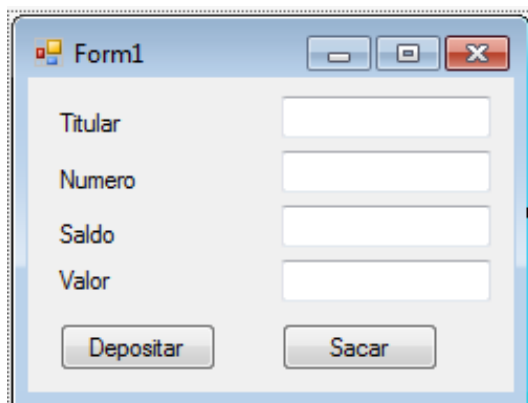 Form1
Titular
Numero
Saldo
Valor
Depositar Sacar